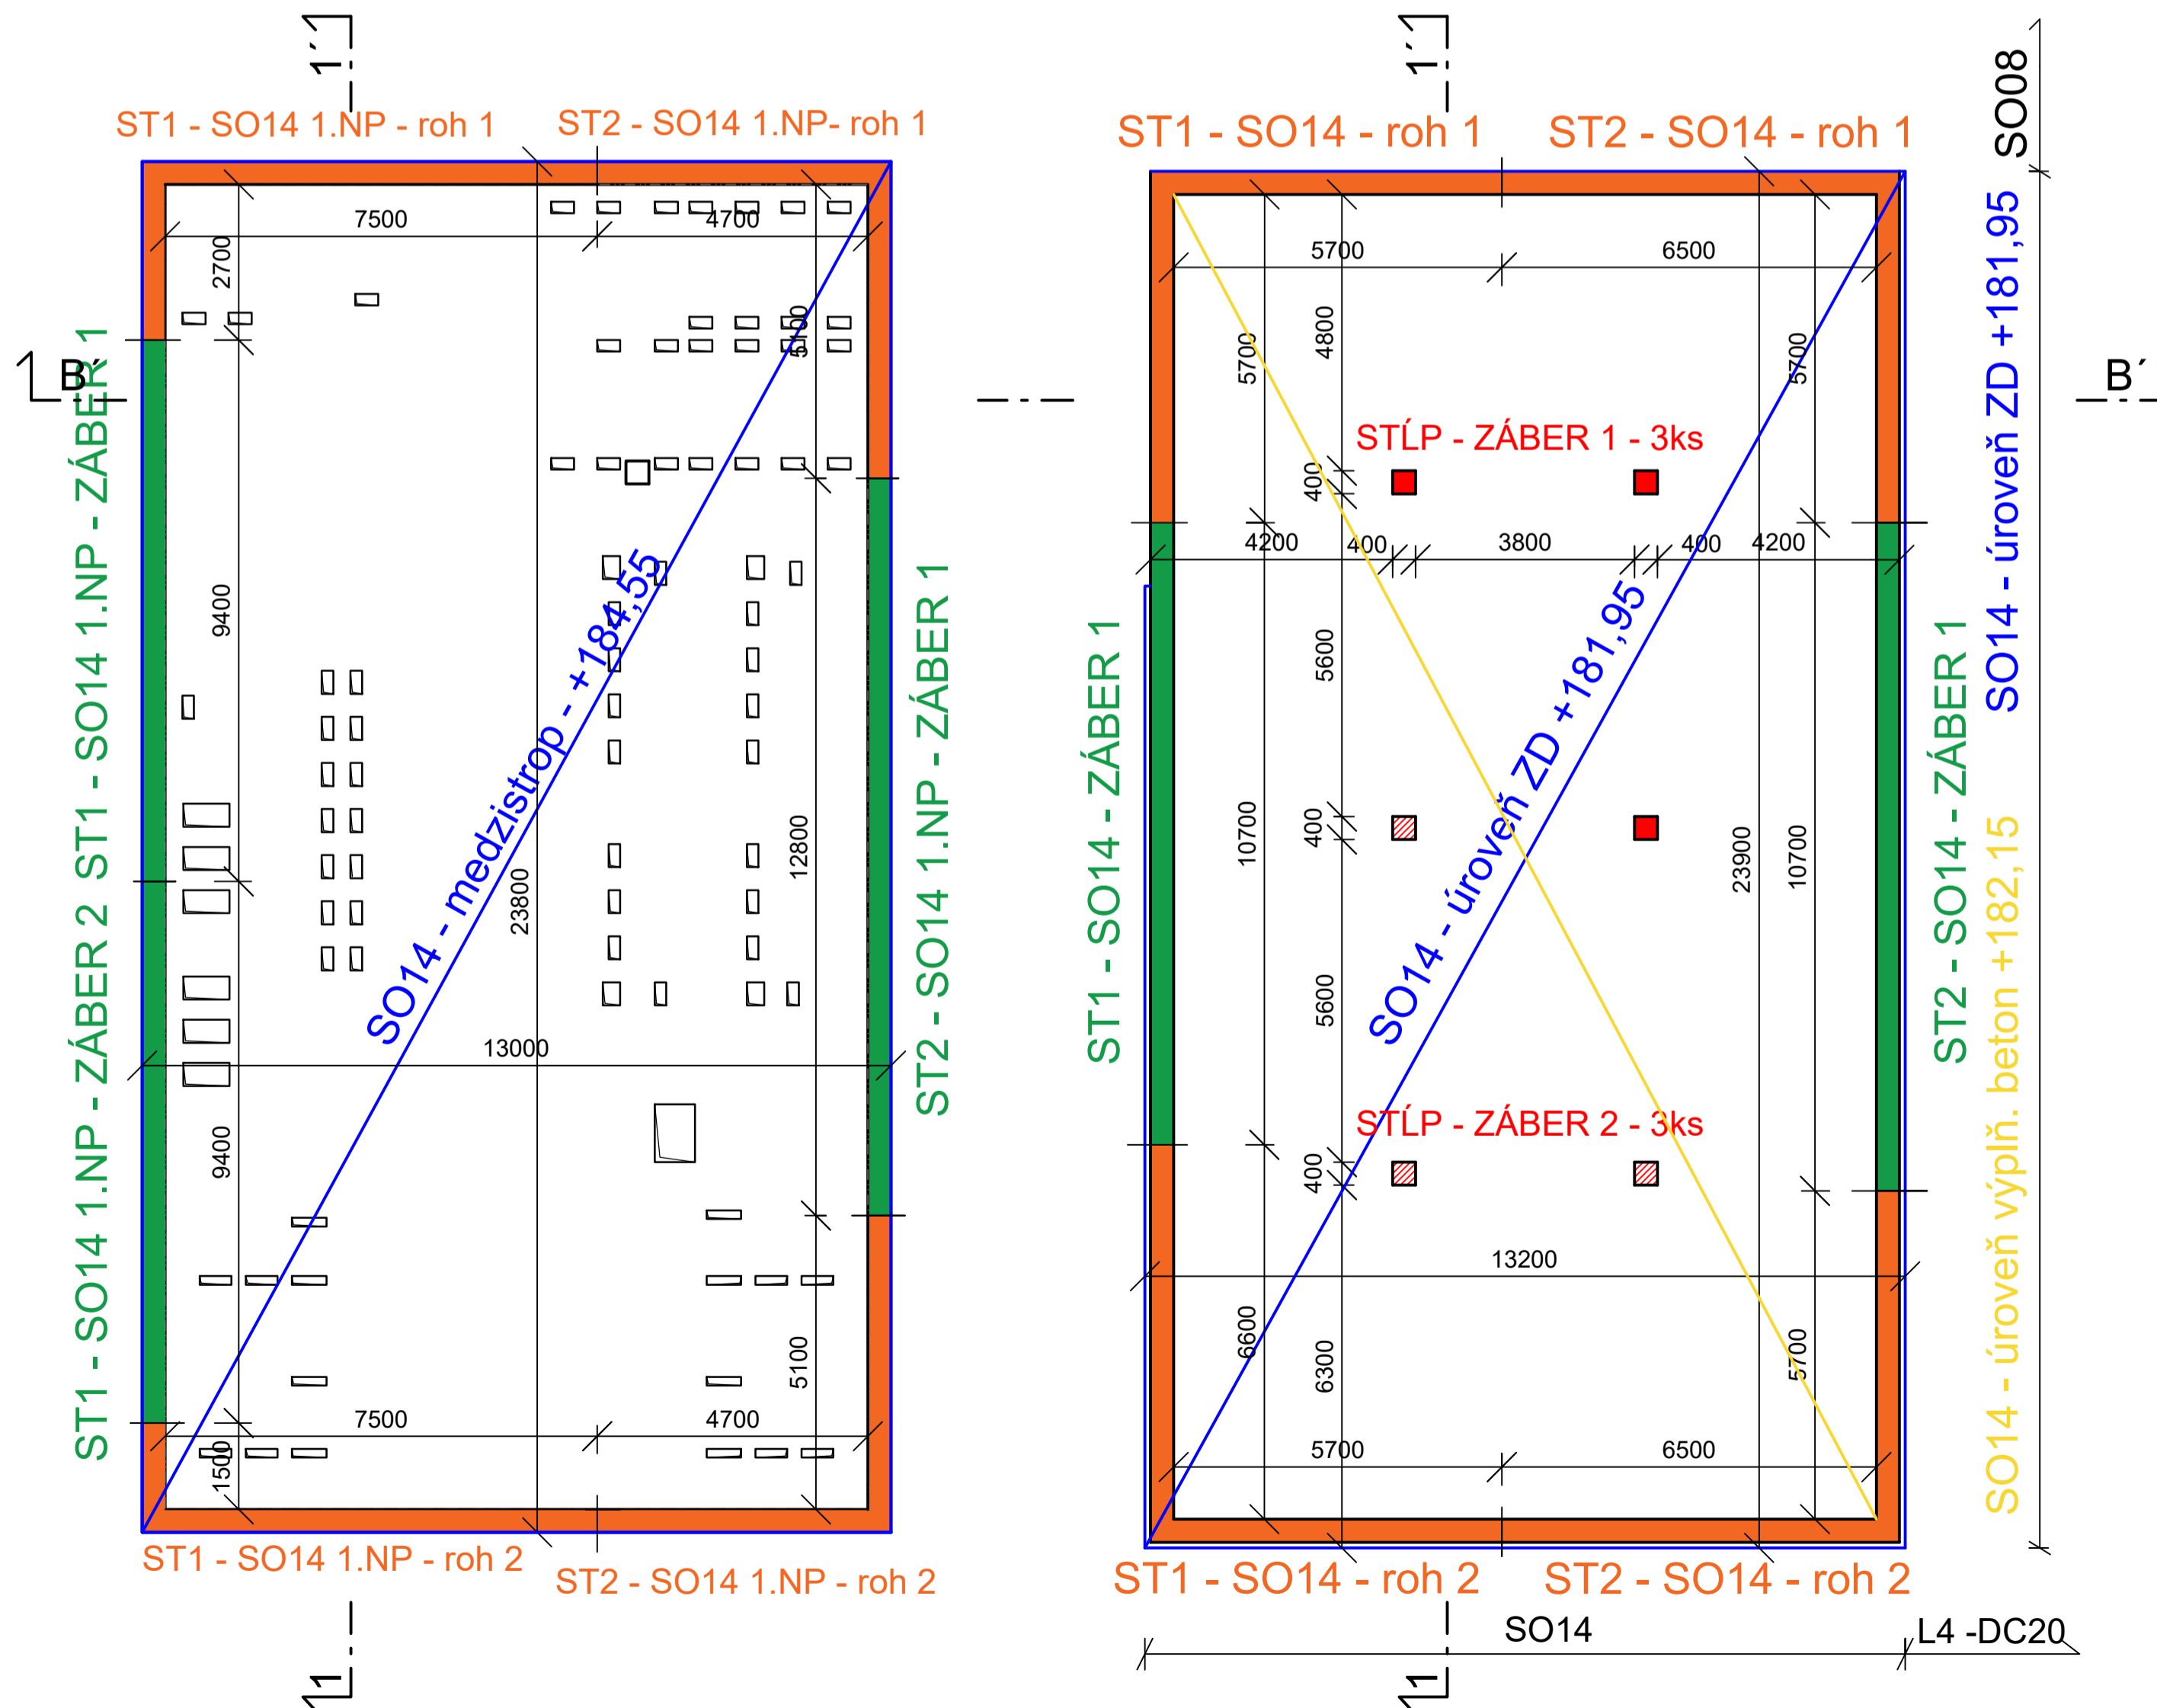 1´
1´
SO08
ST1 - SO14 1.NP - roh 1
ST2 - SO14 1.NP- roh 1
ST1 - SO14 - roh 1
ST2 - SO14 - roh 1
7500
4700
2700
5100
9400
23800
12800
13000
9400
5100
7500
4700
1500
B´
ST1 - SO14 1.NP - ZÁBER 2 ST1 - SO14 1.NP - ZÁBER 1
SO14 - medzistrop - +184,55
ST2 - SO14 1.NP - ZÁBER 1
ST1 - SO14 1.NP - roh 2
ST2 - SO14 1.NP - roh 2
1
5700
6500
4800
5700
5700
STĹP - ZÁBER 1 - 3ks
400
4200
400
3800
400
4200
5600
10700
400
23900
10700
5600
STĹP - ZÁBER 2 - 3ks
400
13200
6600
6300
5700
5700
6500
ST1 - SO14 - ZÁBER 1
SO14 - úroveň ZD +181,95
ST2 - SO14 - ZÁBER 1
B´
SO14 - úroveň ZD +181,95
SO14 - úroveň výplň. beton +182,15
ST1 - SO14 - roh 2
ST2 - SO14 - roh 2
SO14
L4 -DC20
1